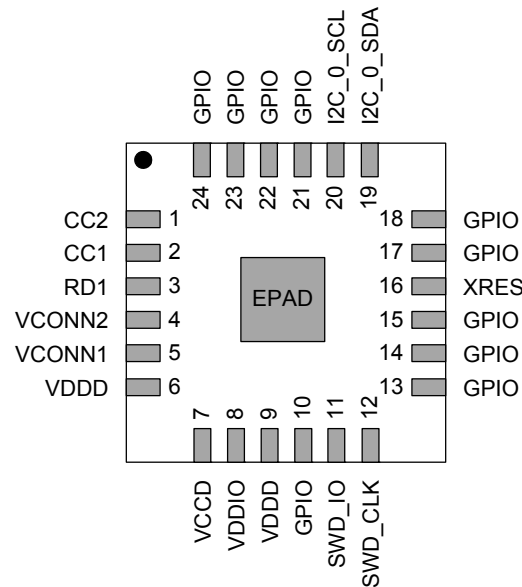 GPIO
GPIO
GPIO
GPIO
I2C_0_SCL
I2C_0_SDA
24
23
22
21
20
19
CC2 1
CC1 2
RD1 3
VCONN2 4
VCONN1 5
VDDD 6
EPAD
18 GPIO
17 GPIO
16 XRES
15 GPIO
14 GPIO
13 GPIO
7
8
9
10
11
12
VCCD
VDDIO
VDDD
GPIO
SWD_IO
SWD_CLK